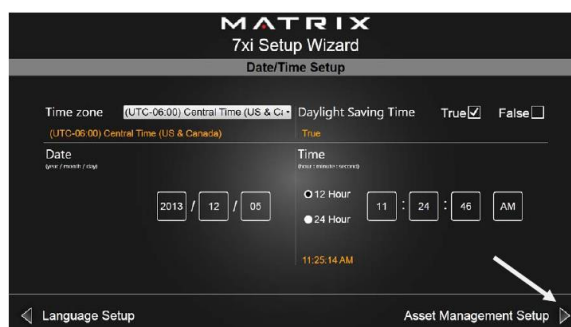 MATRIX
7xi Setup Wizard
Date/Time Setup
Time zone (UTC-06:00) Central Time (US & Ca Daylight Saving Time True False
(UTC-06:00) Central Time (US & Canada) True
Date Time
(year / month / day) (hour : minute : second)
12 Hour
2013 / 12 / 05 11 : 24 : 46 AM
24 Hour
11:25:14 AM
Language Setup Asset Management Setup